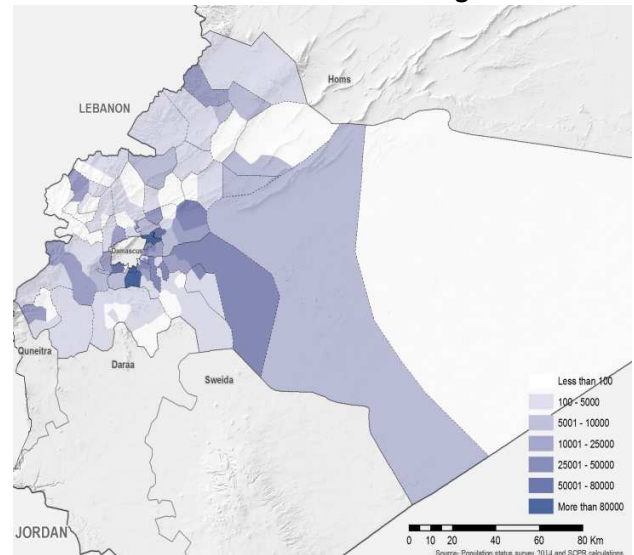 Homs
LEBANON
Damascus
Quneitra
Daraa
Sweida
Less than 100
100 - 5000
5001 - 10000
10001 - 25000
25001 - 50000
50001 - 80000
More than 80000
JORDAN
0 10 20 40 60 80 Km
Source: Population status survey 2014 and SCPR calculations